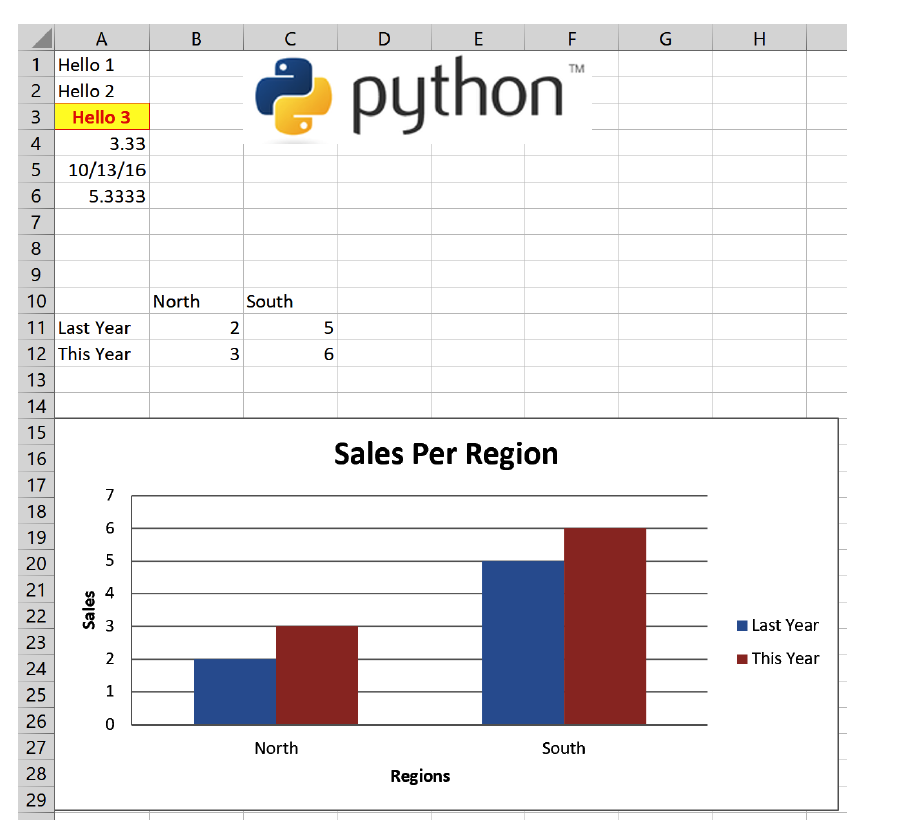 A B C D E F G H
1 Hello 1
python™
2 Hello 2
3 Hello 3
4 3.33
5 10/13/16
6 5.3333
7
8
9
10 North South
11 Last Year 2 5
12 This Year 3 6
13
14
15
16
17
18
19
20
21
22
23
24
25
26
27
28
29
Sales Per Region
7
6
5
4
3
2
1
0
Sales
North South
Regions
Last Year
This Year